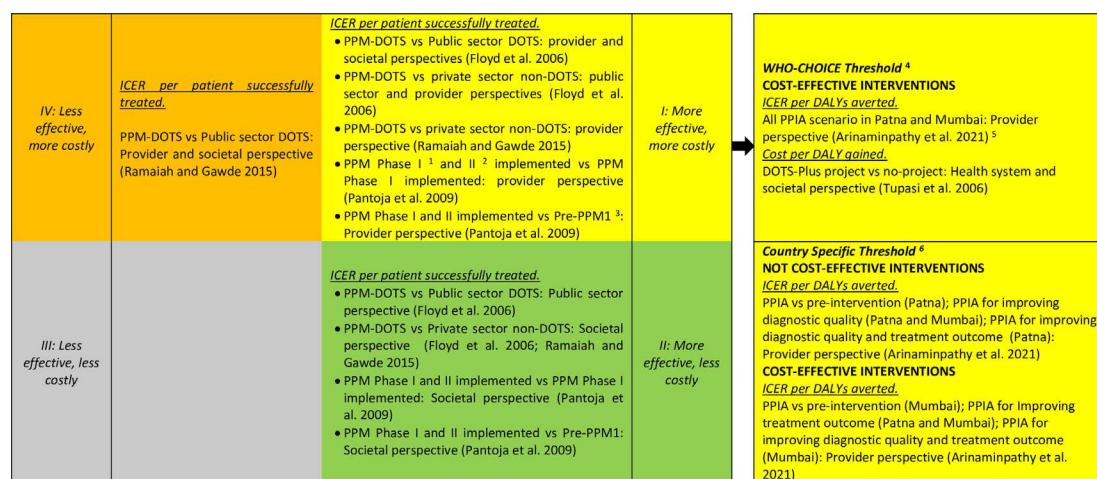 IV: Less
effective,
more costly
ICER per patient successfully
treated.
PPM-DOTS vs Public sector DOTS:
Provider and societal perspective
(Ramaiah and Gawde 2015)
ICER per patient successfully treated.
• PPM-DOTS vs Public sector DOTS: provider and
societal perspectives (Floyd et al. 2006)
• PPM-DOTS vs private sector non-DOTS: public
sector and provider perspectives (Floyd et al.
2006)
• PPM-DOTS vs private sector non-DOTS: provider
perspective (Ramaiah and Gawde 2015)
• PPM Phase I 1 and II 2 implemented vs PPM
Phase I implemented: provider perspective
(Pantoja et al. 2009)
• PPM Phase I and II implemented vs Pre-PPM1 3:
Provider perspective (Pantoja et al. 2009)
I: More
effective,
more costly
WHO-CHOICE Threshold 4
COST-EFFECTIVE INTERVENTIONS
ICER per DALYs averted.
All PPIA scenario in Patna and Mumbai: Provider
perspective (Arinaminpathy et al. 2021) 5
Cost per DALY gained.
DOTS-Plus project vs no-project: Health system and
societal perspective (Tupasi et al. 2006)
III: Less
effective, less
costly
ICER per patient successfully treated.
• PPM-DOTS vs Public sector DOTS: Public sector
perspective (Floyd et al. 2006)
• PPM-DOTS vs Private sector non-DOTS: Societal
perspective (Floyd et al. 2006; Ramaiah and
Gawde 2015)
• PPM Phase I and II implemented vs PPM Phase I
implemented: Societal perspective (Pantoja et
al. 2009)
• PPM Phase I and II implemented vs Pre-PPM1:
Societal perspective (Pantoja et al. 2009)
II: More
effective, less
costly
Country Specific Threshold 6
NOT COST-EFFECTIVE INTERVENTIONS
ICER per DALYs averted.
PPIA vs pre-intervention (Patna); PPIA for improving
diagnostic quality (Patna and Mumbai); PPIA for improving
diagnostic quality and treatment outcome (Patna):
Provider perspective (Arinaminpathy et al. 2021)
COST-EFFECTIVE INTERVENTIONS
ICER per DALYs averted.
PPIA vs pre-intervention (Mumbai); PPIA for Improving
treatment outcome (Patna and Mumbai); PPIA for
improving diagnostic quality and treatment outcome
(Mumbai): Provider perspective (Arinaminpathy et al.
2021)